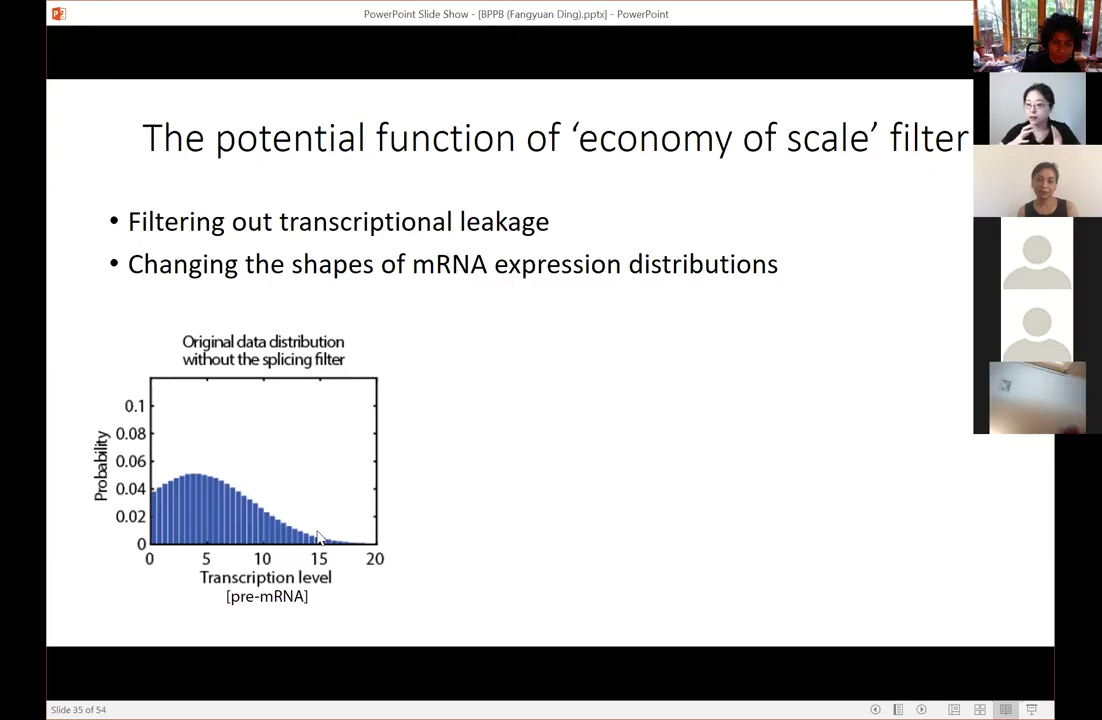 PowerPoint Slide Show - [BPPB (Fangyuan Ding).pptx] - PowerPoint
The potential function of ‘economy of scale’ filter
• Filtering out transcriptional leakage
• Changing the shapes of mRNA expression distributions
Original data distribution
without the splicing filter
Probability
0.1
0.08
0.06
0.04
0.02
0
0 5 10 15 20
Transcription level
[pre-mRNA]
Slide 35 of 54